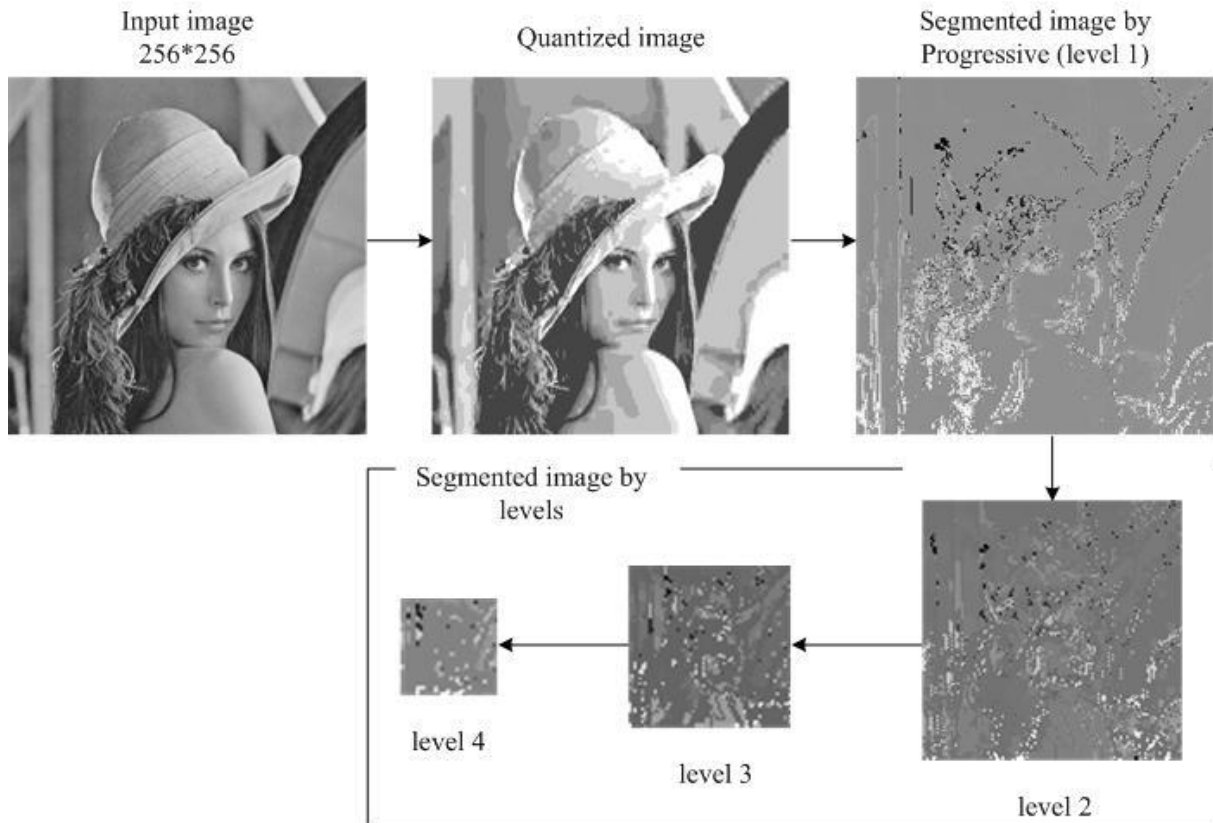 Input image
256*256
Quantized image
Segmented image by
Progressive (level 1)
Segmented image by
levels
level 4
level 3
level 2